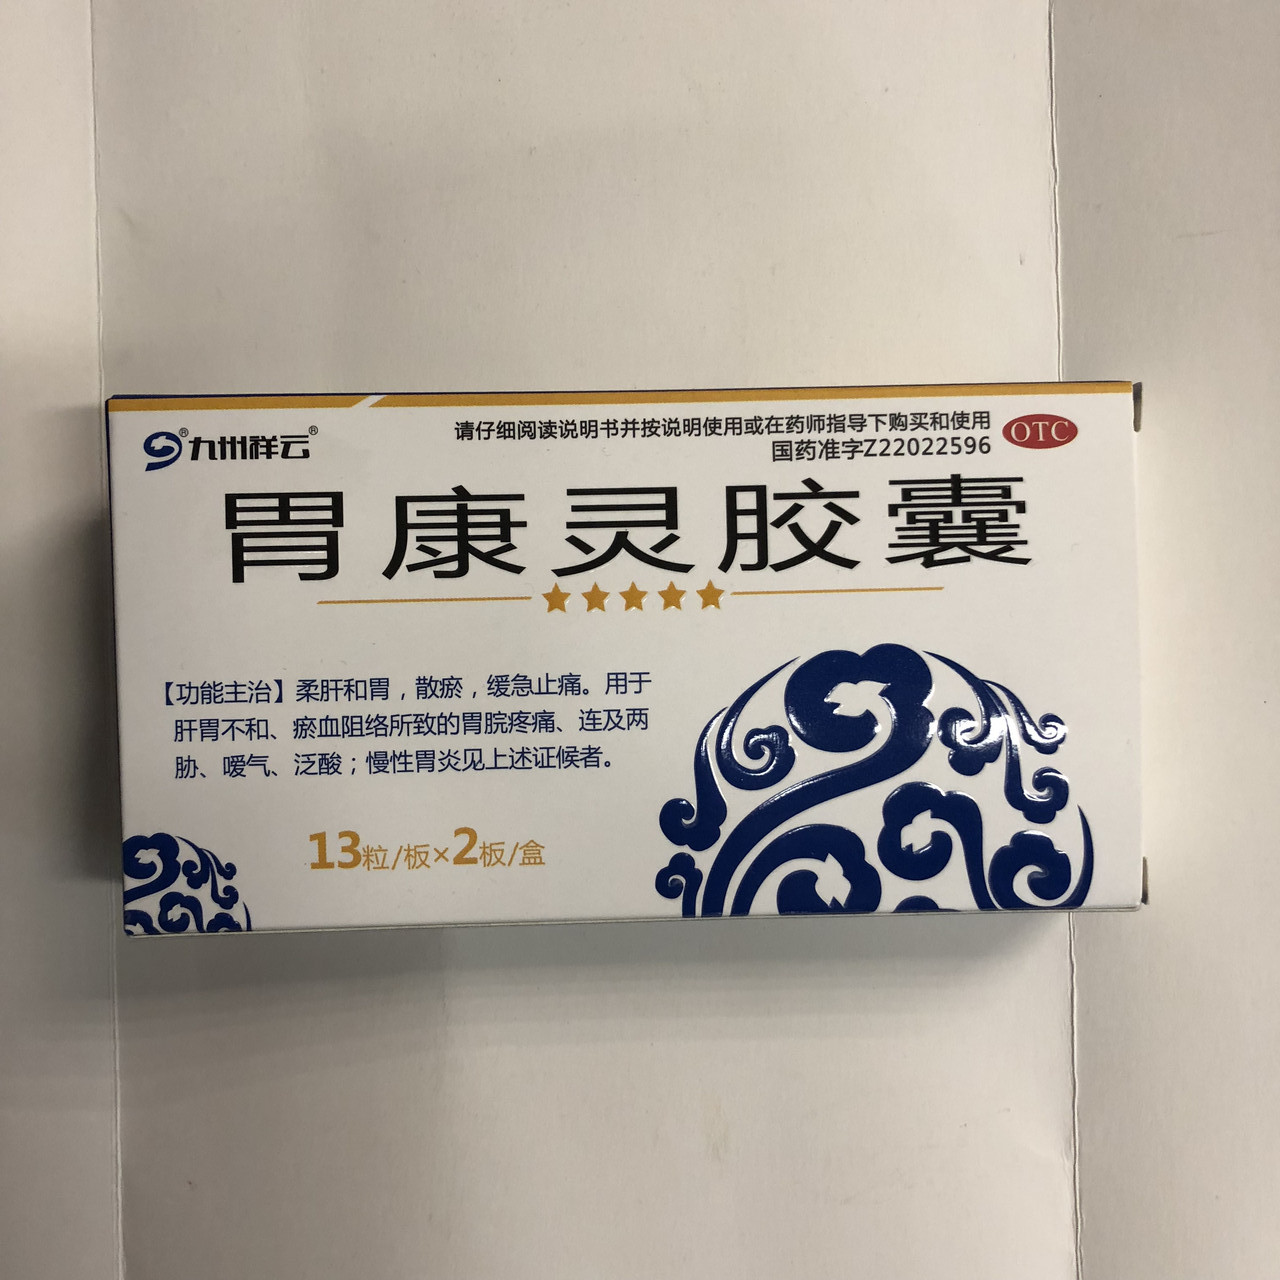 九州祥云®
请仔细阅读说明书并按说明使用或在药师指导下购买和使用
国药准字Z22022596
OTC
胃康灵胶囊
【功能主治】柔肝和胃，散瘀，缓急止痛。用于
肝胃不和、瘀血阻络所致的胃脘疼痛、连及两
胁、嗳气、泛酸；慢性胃炎见上述证候者。
13粒/板×2板/盒